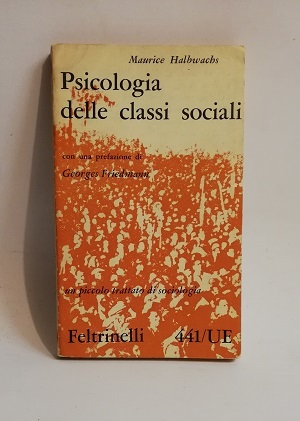 Maurice Halbwachs
Psicologia
delle classi sociali
con una prefazione di
Georges Friedmann
un piccolo trattato di sociologia
Feltrinelli 441/UE